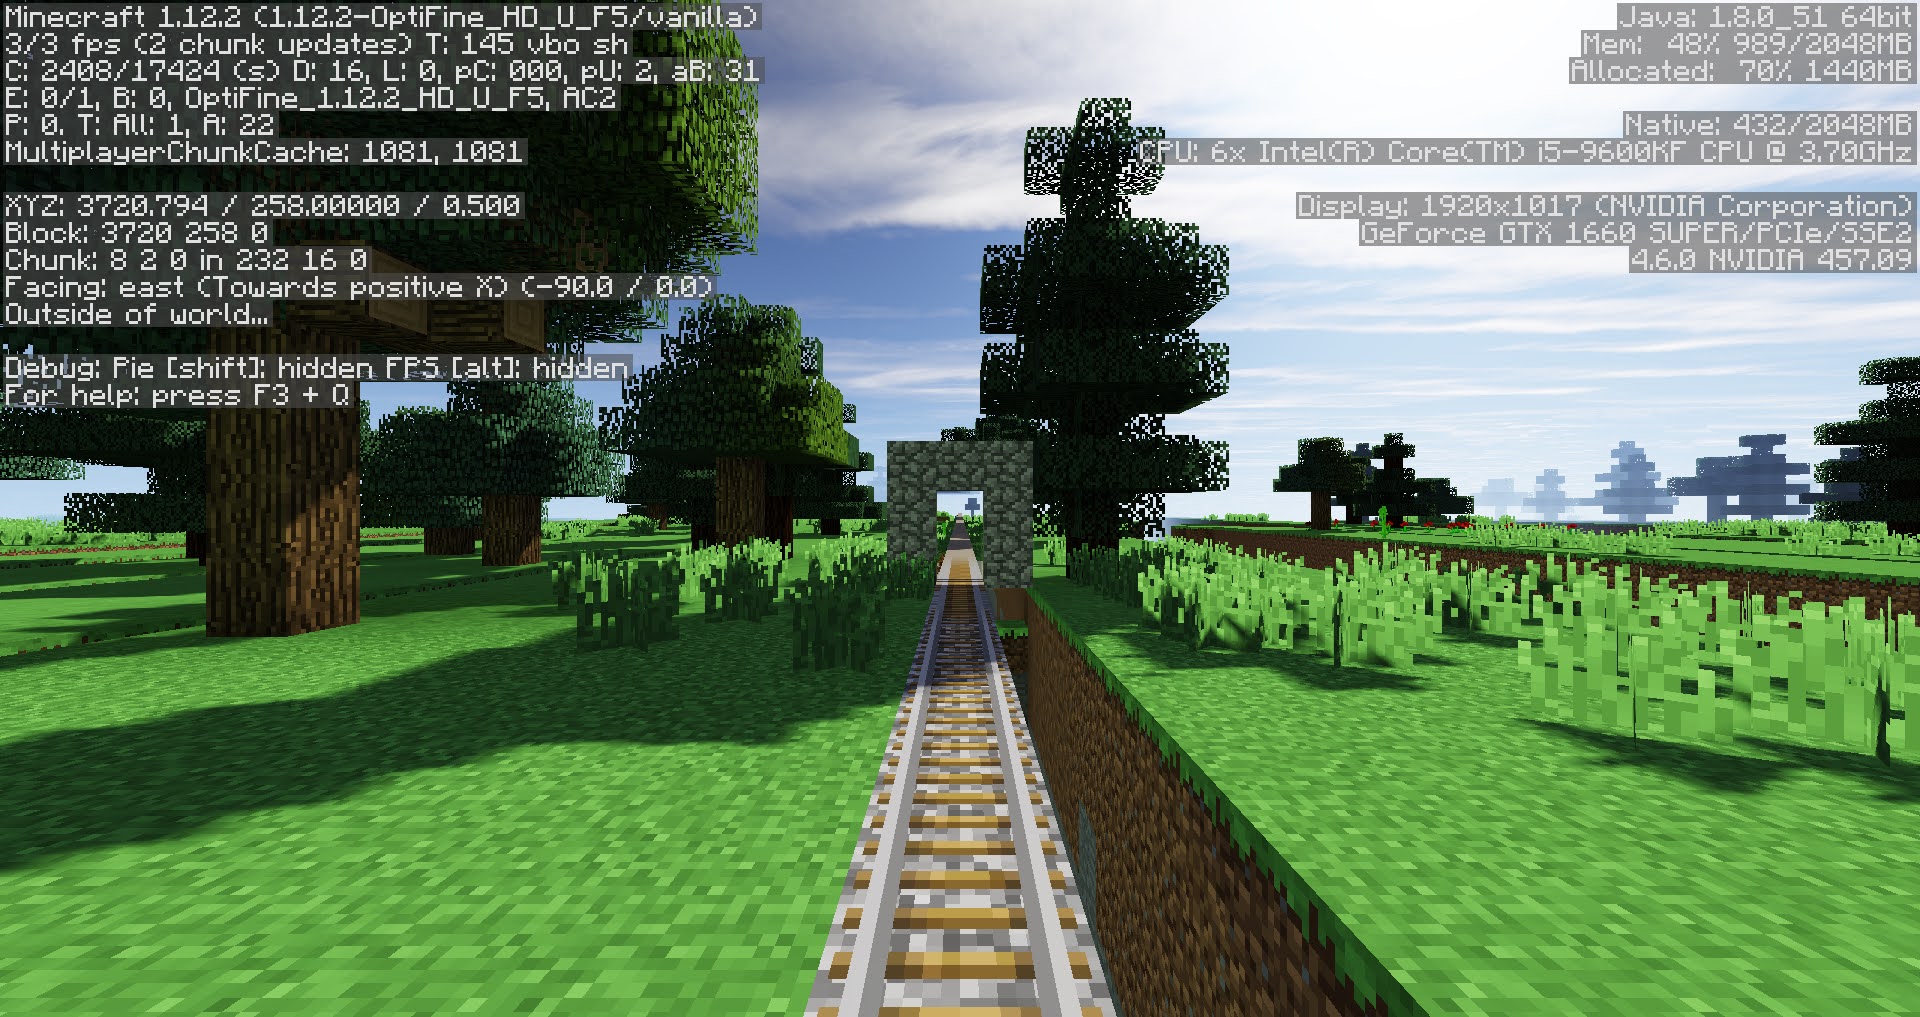 Minecraft 1.12.2 (1.12.2-OptiFine_HD_U_F5/vanilla)
3/3 fps (2 chunk updates) T: 145 vbo sh
C: 2408/17424 (s) D: 16, L: 0, pC: 000, pU: 2, aB: 31
E: 0/1, B: 0, OptiFine_1.12.2_HD_U_F5, AC2
P: 0. T: All: 1, A: 22
MultiplayerChunkCache: 1081, 1081
XYZ: 3720.794 / 258.00000 / 0.500
Block: 3720 258 0
Chunk: 8 2 0 in 232 16 0
Facing: east (Towards positive X) (-90.0 / 0.0)
Outside of world...
Debug: Pie [shift]: hidden FPS [alt]: hidden
For help: press F3 + Q
Java: 1.8.0_51 64bit
Mem: 48% 989/2048MB
Allocated: 70% 1440MB
Native: 432/2048MB
CPU: 6x Intel(R) Core(TM) i5-9600KF CPU @ 3.70GHz
Display: 1920x1017 (NVIDIA Corporation)
GeForce GTX 1660 SUPER/PCIe/SSE2
4.6.0 NVIDIA 457.09